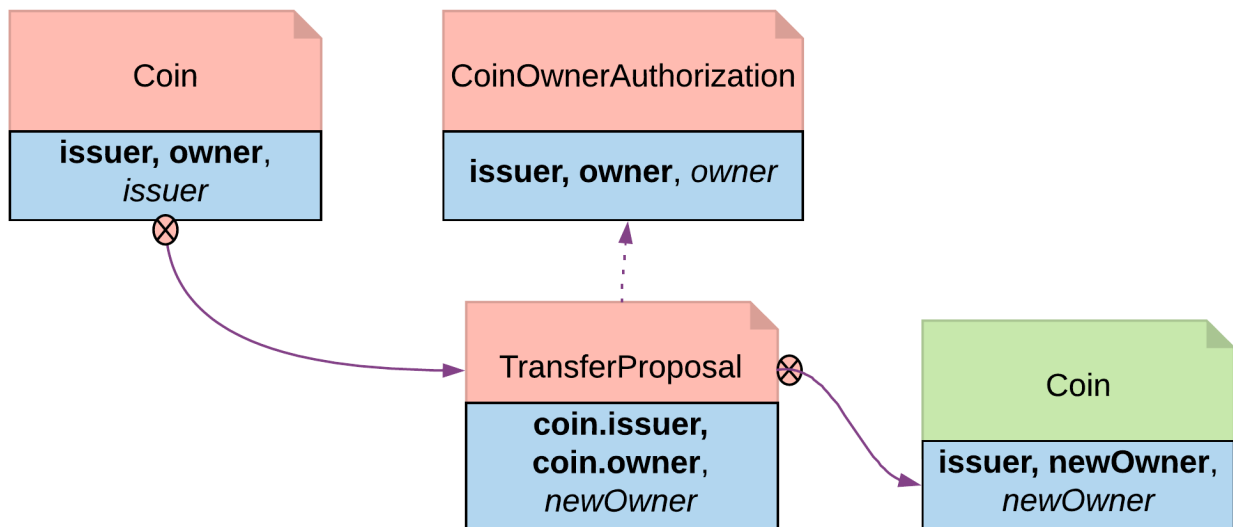 Coin
issuer, owner,
issuer
CoinOwnerAuthorization
issuer, owner, owner
TransferProposal
coin.issuer,
coin.owner,
newOwner
Coin
issuer, newOwner,
newOwner